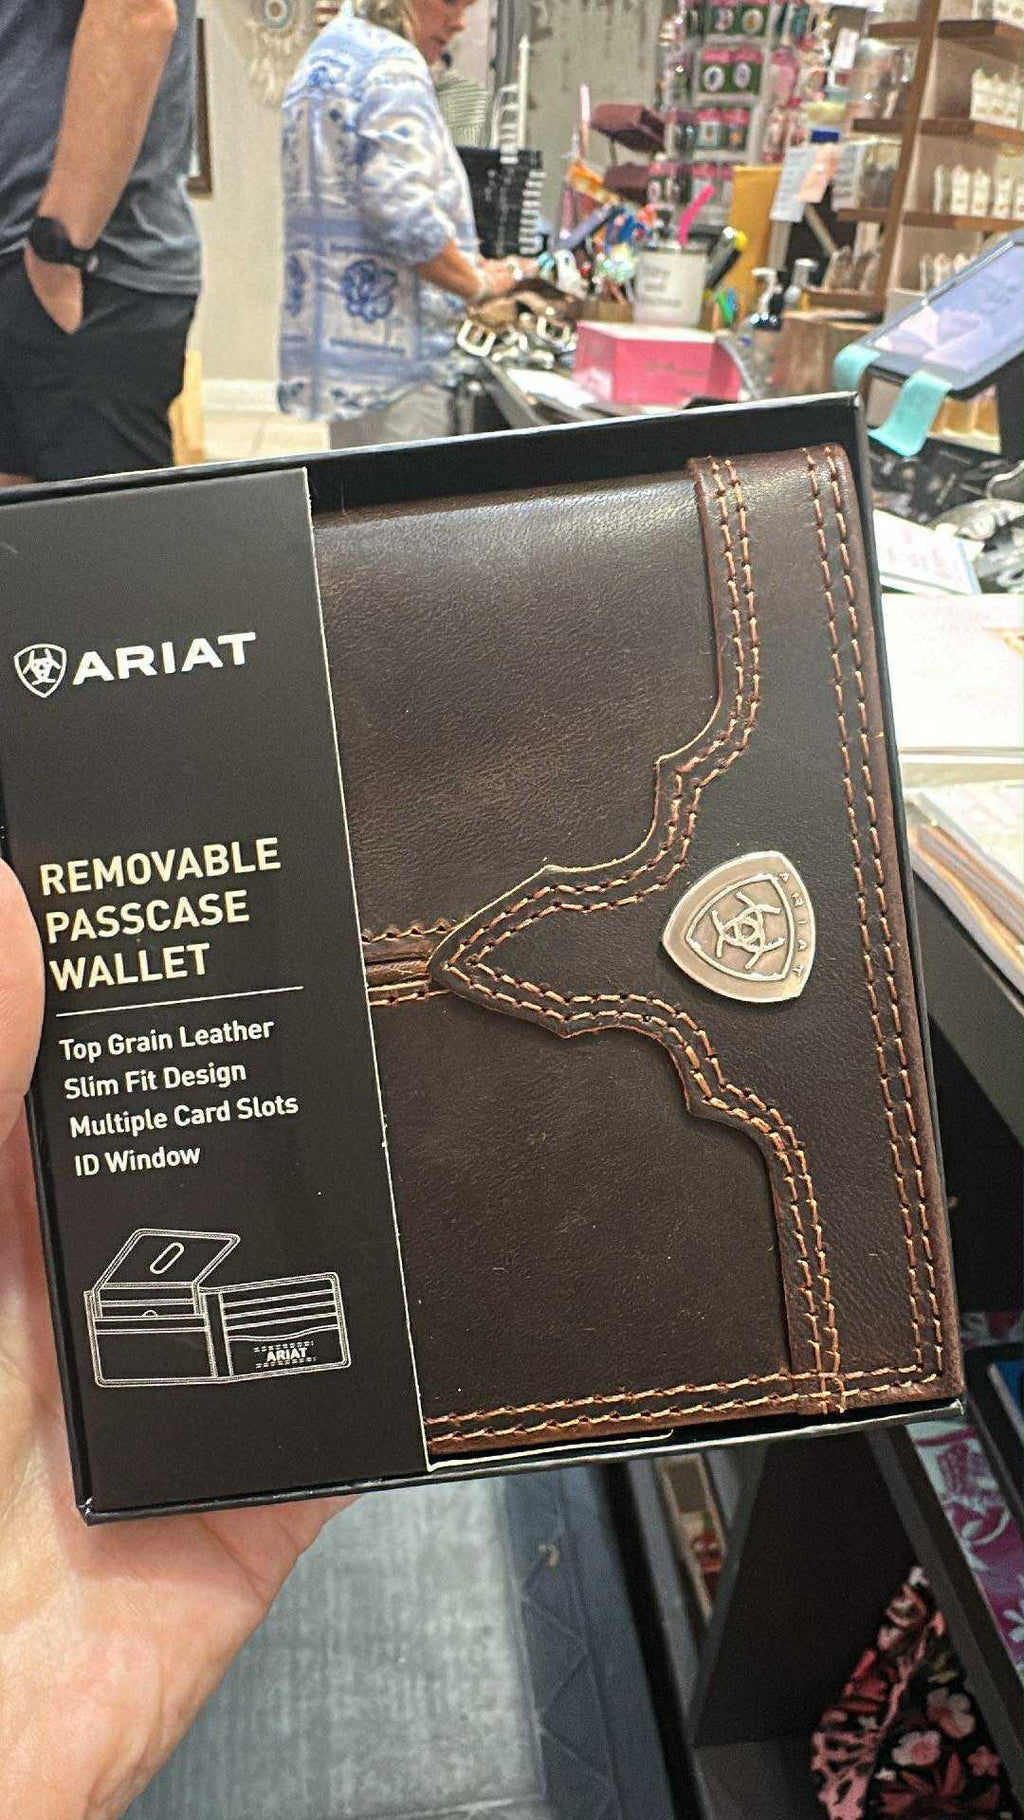 ARIAT
REMOVABLE
PASSCASE
WALLET
Top Grain Leather
Slim Fit Design
Multiple Card Slots
ID Window
ARIAT
ARIAT